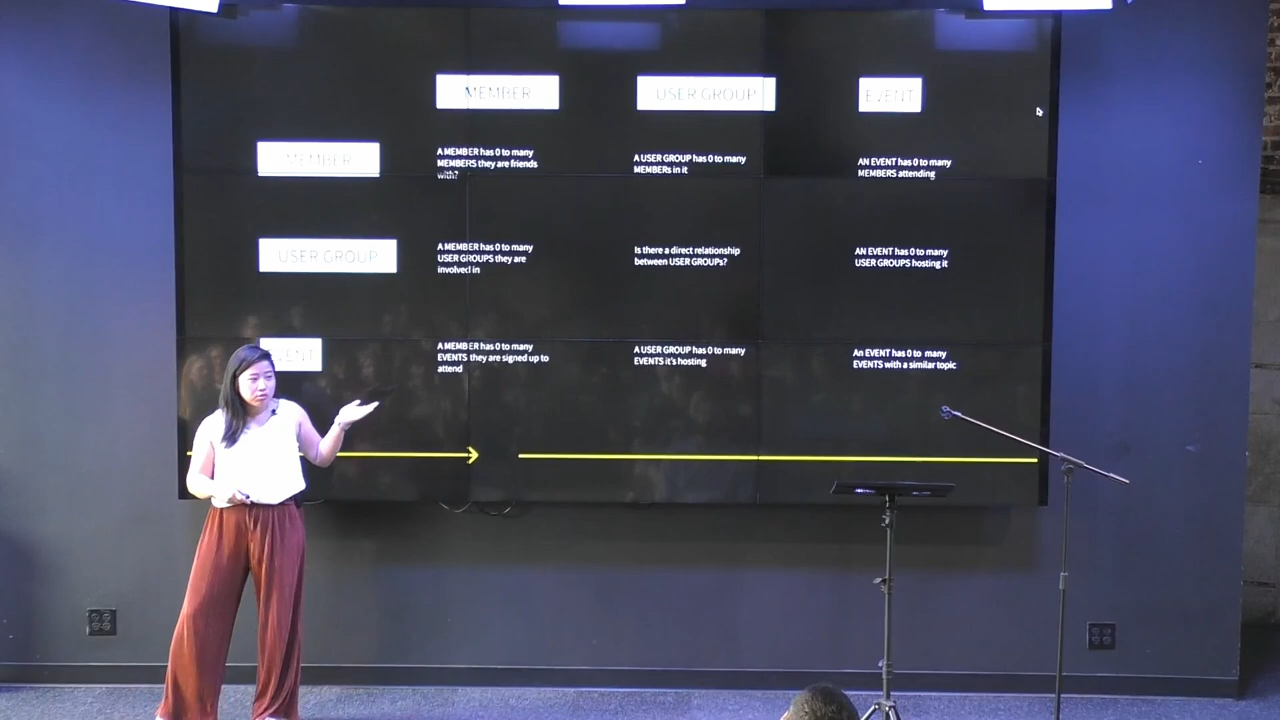 MEMBER
USER GROUP
EVENT
MEMBER
A MEMBER has 0 to many
MEMBERS they are friends
with?
A USER GROUP has 0 to many
MEMBERs in it
AN EVENT has 0 to many
MEMBERS attending
USER GROUP
A MEMBER has 0 to many
USER GROUPS they are
involved in
Is there a direct relationship
between USER GROUPs?
AN EVENT has 0 to many
USER GROUPS hosting it
EVENT
A MEMBER has 0 to many
EVENTS they are signed up to
attend
A USER GROUP has 0 to many
EVENTS it's hosting
An EVENT has 0 to many
EVENTS with a similar topic